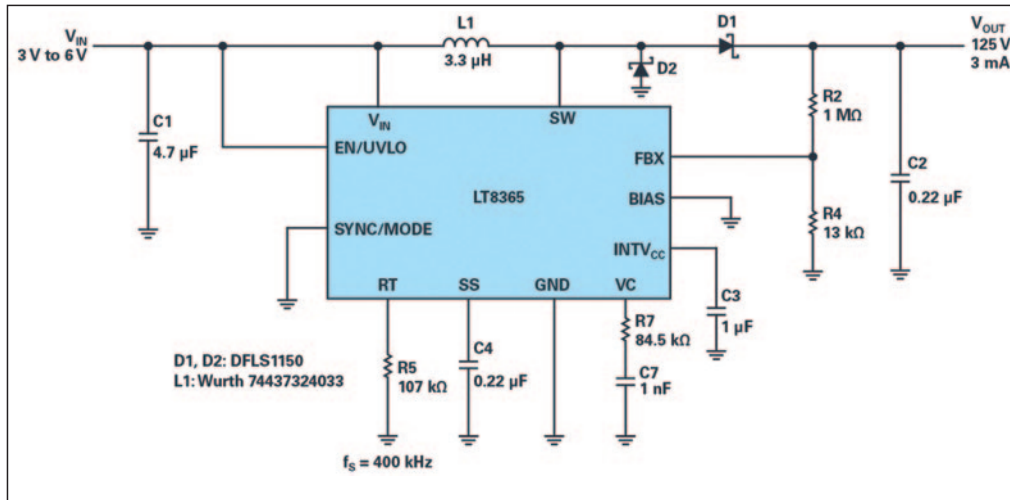 VIN
3 V to 6 V
L1
3.3 µH
D1
D2
VOUT
125 V
3 mA
C1
4.7 µF
VIN
SW
EN/UVLO
FBX
LT8365
BIAS
SYNC/MODE
INTVCC
RT
SS
GND
VC
R2
1 MΩ
R4
13 kΩ
C2
0.22 µF
C3
1 µF
R7
84.5 kΩ
C7
1 nF
C4
0.22 µF
R5
107 kΩ
D1, D2: DFLS1150
L1: Wurth 74437324033
fS = 400 kHz